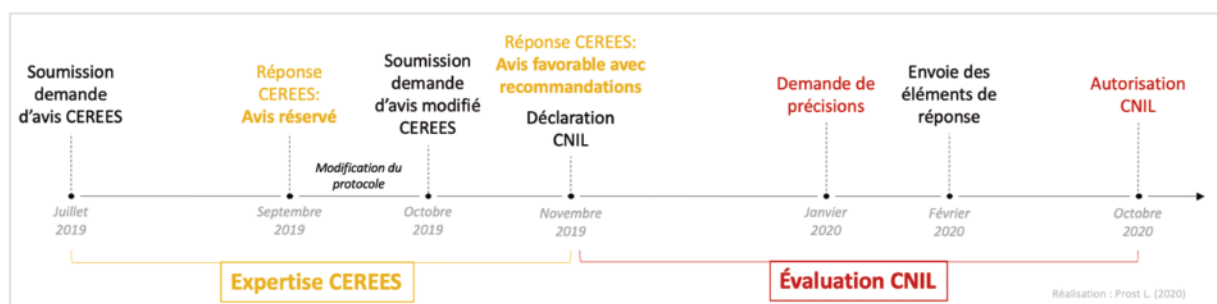 Soumission
demande
d'avis CEREES
Réponse
CEREES:
Avis réservé
Modification du
protocole
Soumission
demande
d'avis modifié
CEREES
Réponse CEREES:
Avis favorable avec
recommandations
Déclaration
CNIL
Demande de
précisions
Envoie des
éléments de
réponse
Autorisation
CNIL
Juillet
2019
Septembre
2019
Octobre
2019
Novembre
2019
Janvier
2020
Février
2020
Octobre
2020
Expertise CEREES
Évaluation CNIL
Réalisation : Prost L. (2020)